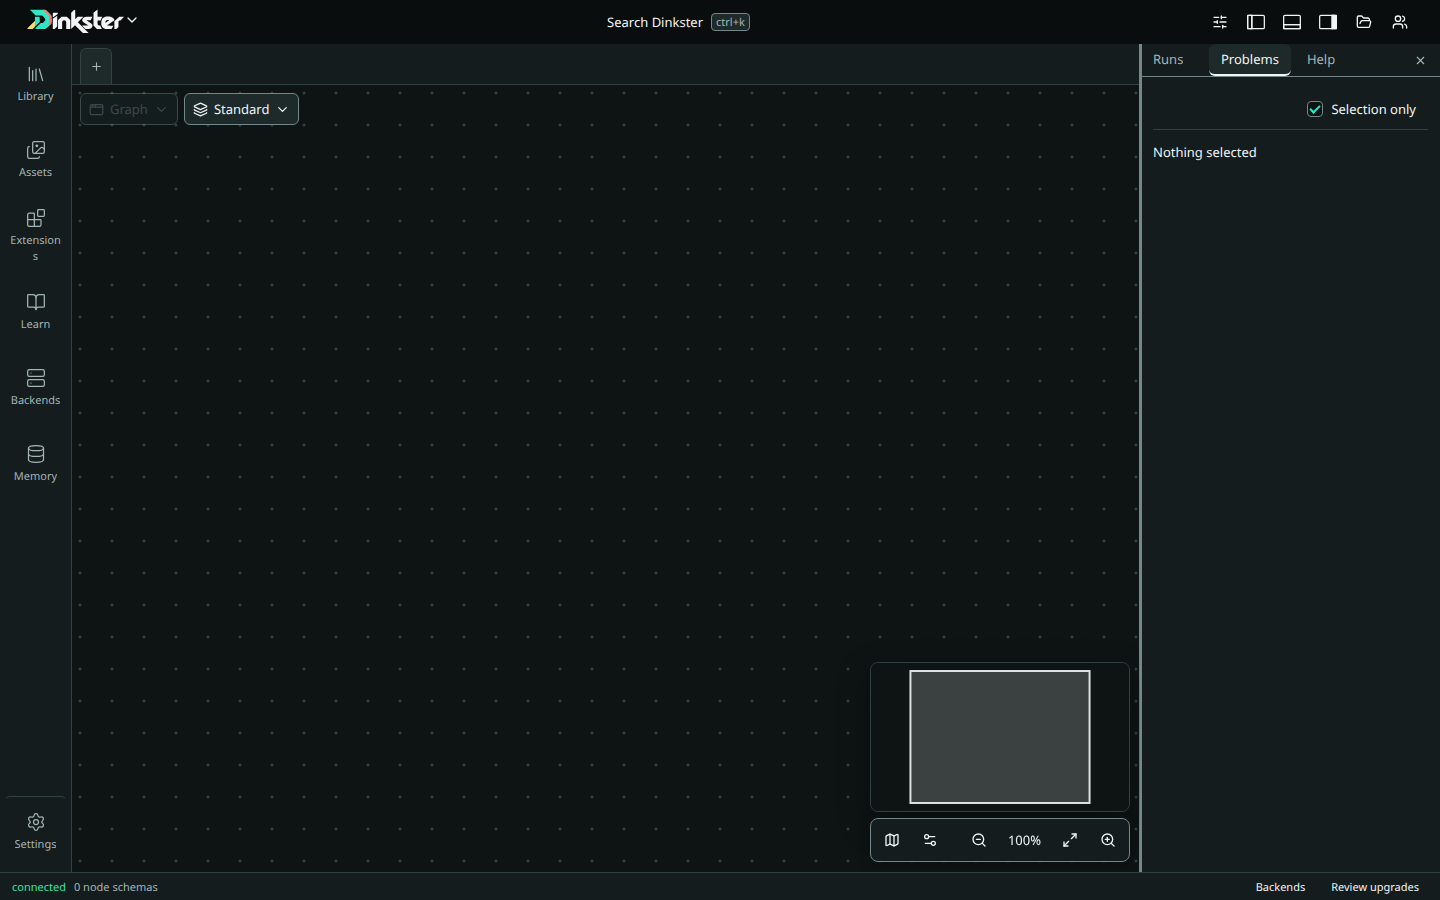 Dinkster
Search Dinkster ctrl+k
Library
Assets
Extension
s
Learn
Backends
Memory
Settings
+
Graph
Standard
100%
Runs
Problems
Help
Selection only
Nothing selected
connected 0 node schemas
Backends
Review upgrades